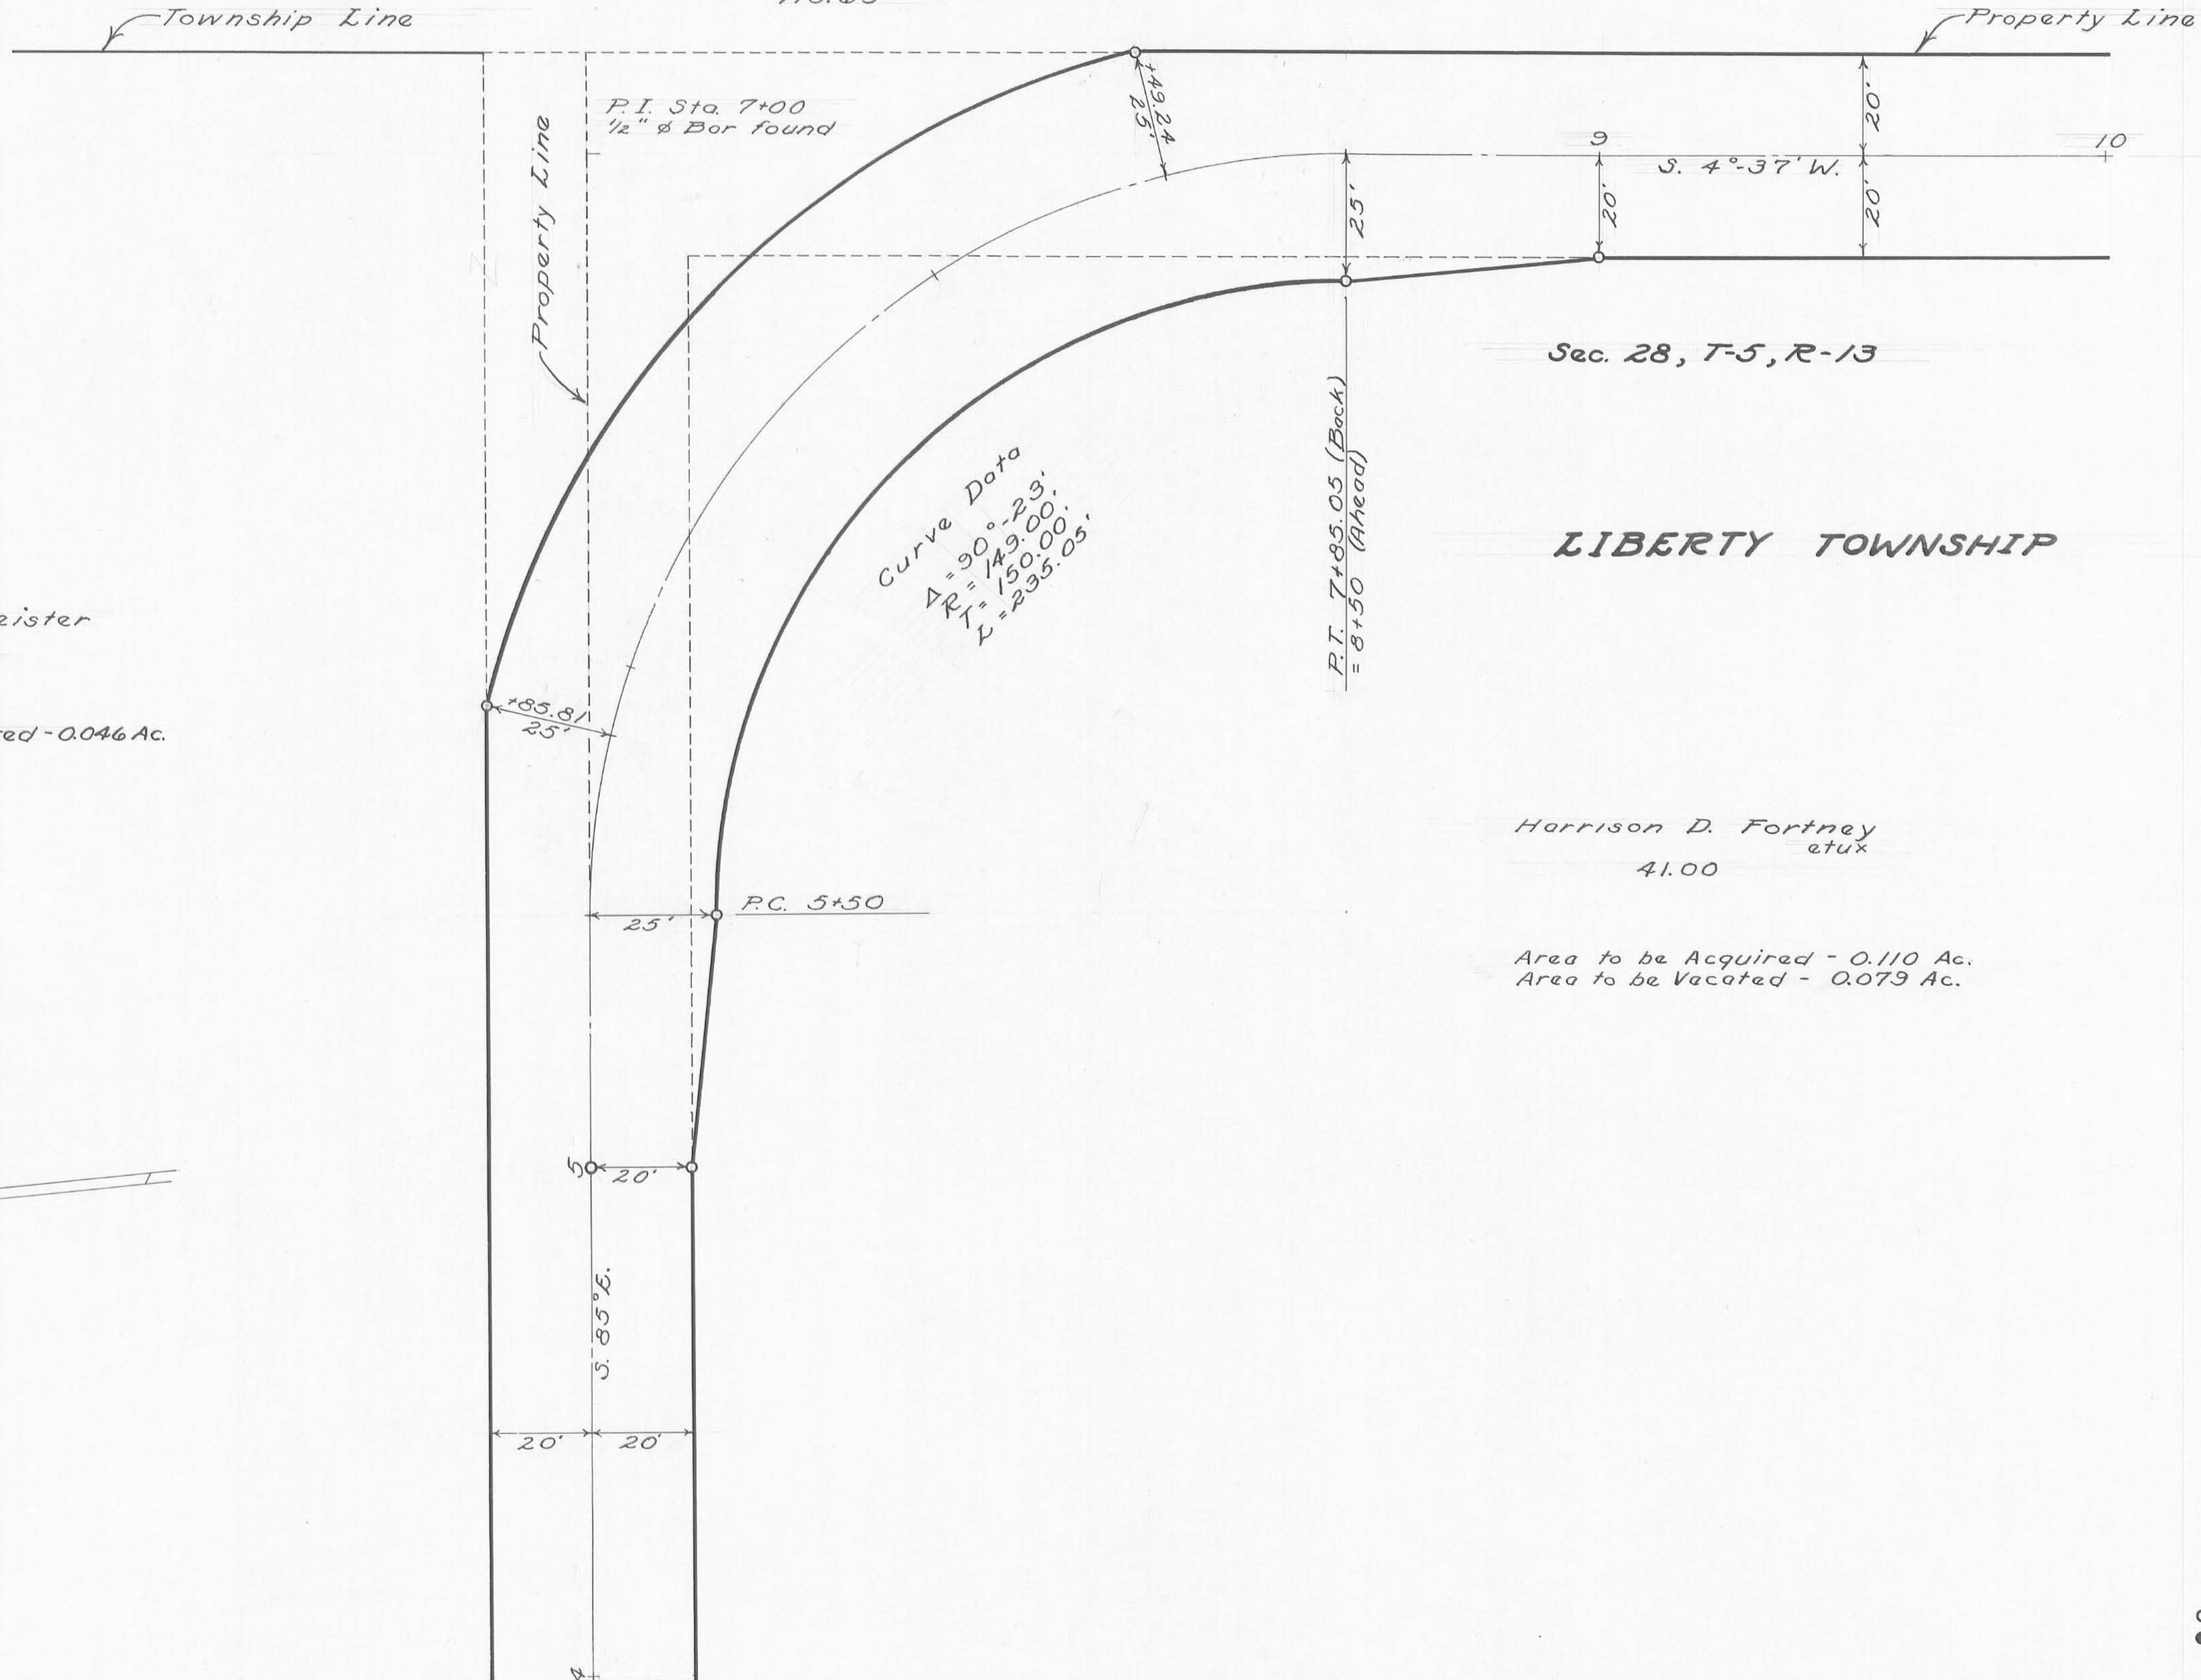 Township Line
Property Line
P.I. Sta. 7+00
1/2" ϕ Bar found
Property Line
+49.24
25'
20'
9
10
S. 4°-37' W.
20'
20'
25'
Sec. 28, T-5, R-13
Curve Data
Δ = 90°-23'
R = 149.00'
T = 150.00'
L = 235.05'
P.T. 7+85.05 (Back)
= 8+50 (Ahead)
LIBERTY TOWNSHIP
eister
+85.81
25'
ed - 0.046 Ac.
Harrison D. Fortney
etux
41.00
P.C. 5+50
25'
Area to be Acquired - 0.110 Ac.
Area to be Vacated - 0.079 Ac.
5
20'
S. 85° E.
20'
20'
4